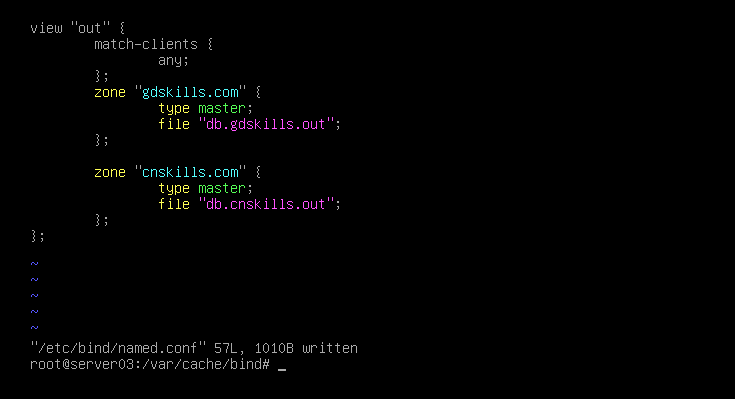 view "out" {
        match-clients {
                any;
        };
        zone "gdskills.com" {
                type master;
                file "db.gdskills.out";
        };

        zone "cnskills.com" {
                type master;
                file "db.cnskills.out";
        };
};
~
~
~
~
~
"/etc/bind/named.conf" 57L, 1010B written
root@server03:/var/cache/bind# _